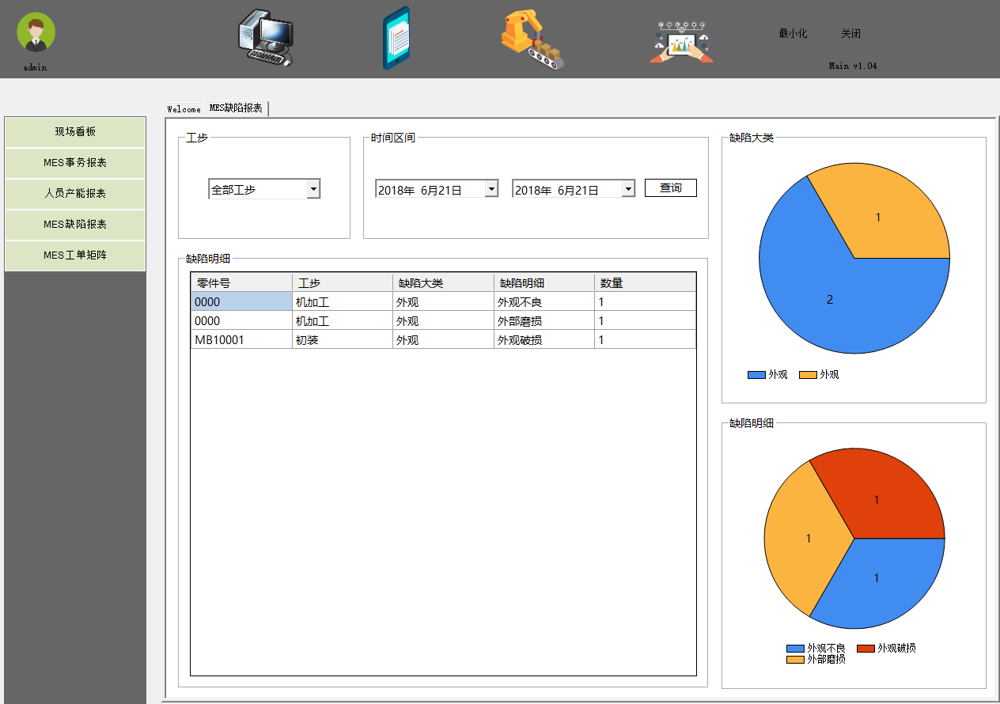 最小化 关闭
admin
Main v1.04
Welcome MES缺陷报表
现场看板
MES事务报表
人员产能报表
MES缺陷报表
MES工单矩阵
工步
全部工步
时间区间
2018年 6月21日 2018年 6月21日 查询
缺陷明细
零件号 工步 缺陷大类 缺陷明细 数量
0000 机加工 外观 外观不良 1
0000 机加工 外观 外部磨损 1
MB10001 初装 外观 外观破损 1
缺陷大类
1
2
外观 外观
缺陷明细
1
1
1
外观不良 外观破损
外部磨损